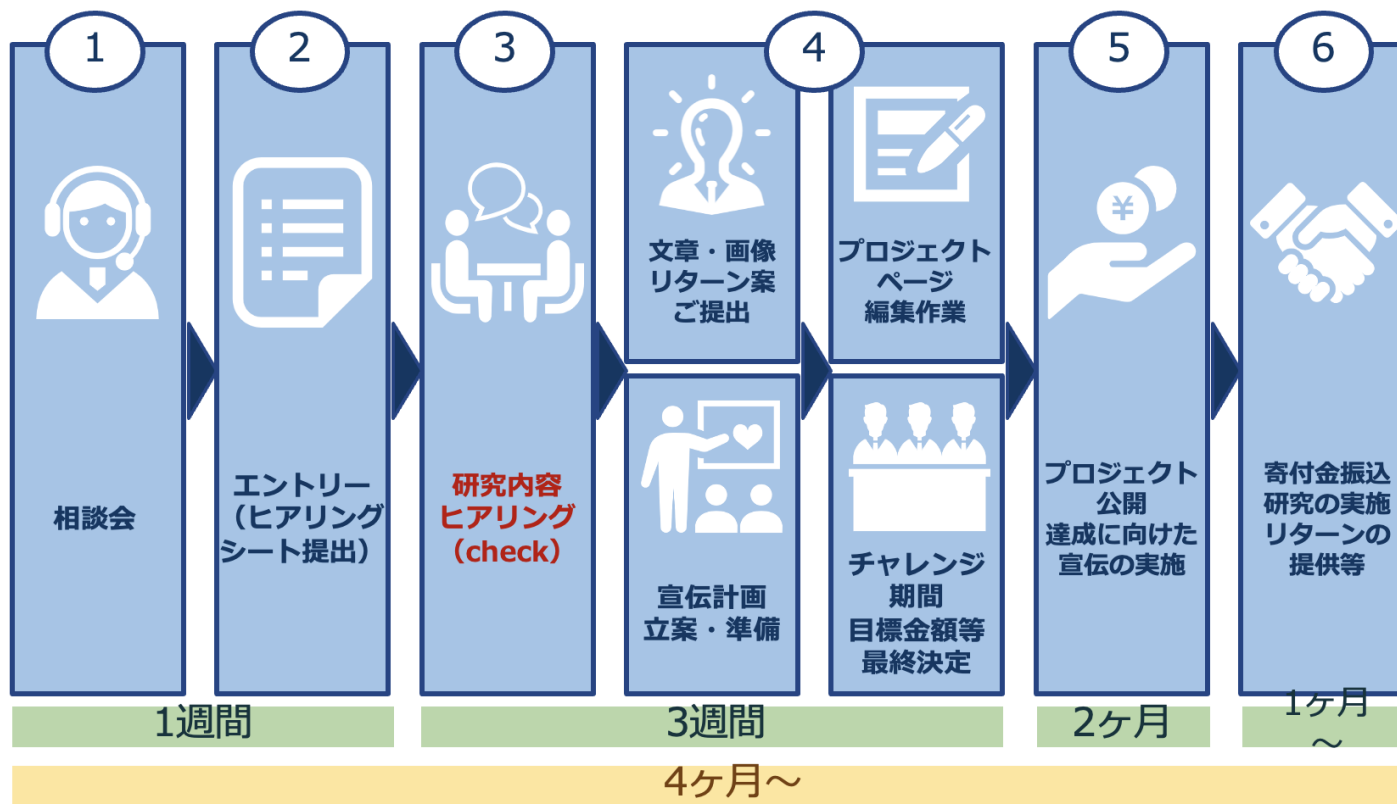 1
2
3
4
5
6
相談会
エントリー
（ヒアリング
シート提出）
研究内容
ヒアリング
（check）
文章・画像
リターン案
ご提出
プロジェクト
ページ
編集作業
宣伝計画
立案・準備
チャレンジ
期間
目標金額等
最終決定
¥
プロジェクト
公開
達成に向けた
宣伝の実施
寄付金振込
研究の実施
リターンの
提供等
1週間
3週間
2ヶ月
1ヶ月
～
4ヶ月～